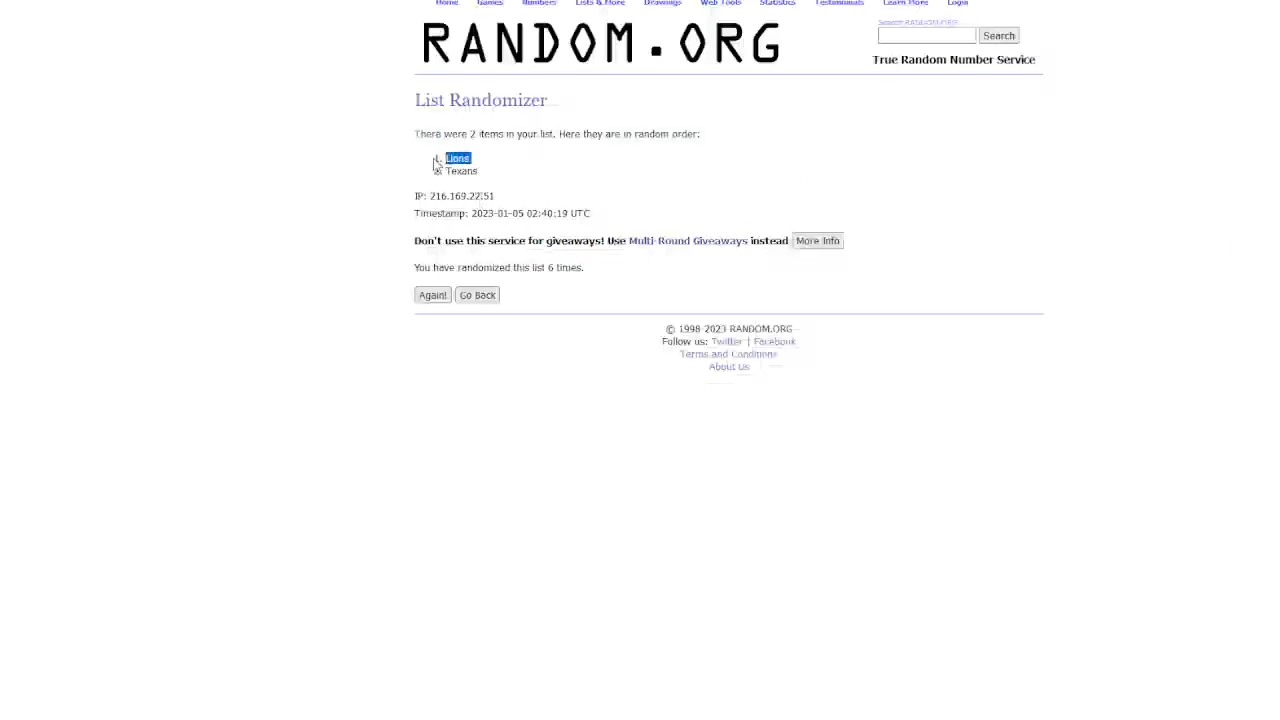 Home Games Numbers Lists & More Drawings Web Tools Statistics Testimonials Learn More Login
RANDOM.ORG
Search RANDOM.ORG
Search
True Random Number Service
List Randomizer
There were 2 items in your list. Here they are in random order:
1. Lions
Texans
IP: 216.169.22.51
Timestamp: 2023-01-05 02:40:19 UTC
Don't use this service for giveaways! Use Multi-Round Giveaways instead More Info
You have randomized this list 6 times.
Again! Go Back
© 1998-2023 RANDOM.ORG
Follow us: Twitter | Facebook
Terms and Conditions
About Us